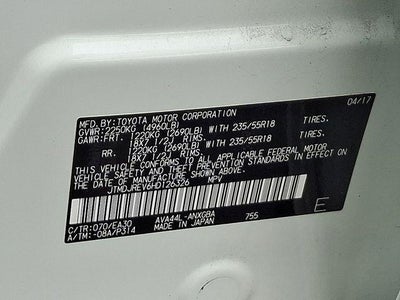 MFD.BY:TOYOTA MOTOR CORPORATION 04/17
GVWR:2250KG (4960LB)
GAWR:FRT. 1220KG (2690LB) WITH 235/55R18 TIRES.
18X7 1/2J RIMS.
RR. 1220KG (2690LB) WITH 235/55R18 TIRES.
18X7 1/2J RIMS.
THIS VEHICLE CONFORMS TO ALL APPLICABLE FEDERAL MOTOR
VEHICLE SAFETY AND THEFT PREVENTION STANDARDS IN EFFECT
ON THE DATE OF MANUFACTURE SHOWN ABOVE.
JTMDJREV6HD126326 MPV
C/TR:070/EA30 AVA44L-ANXGBA
A/TM:-08A/P314 MADE IN JAPAN 755
E